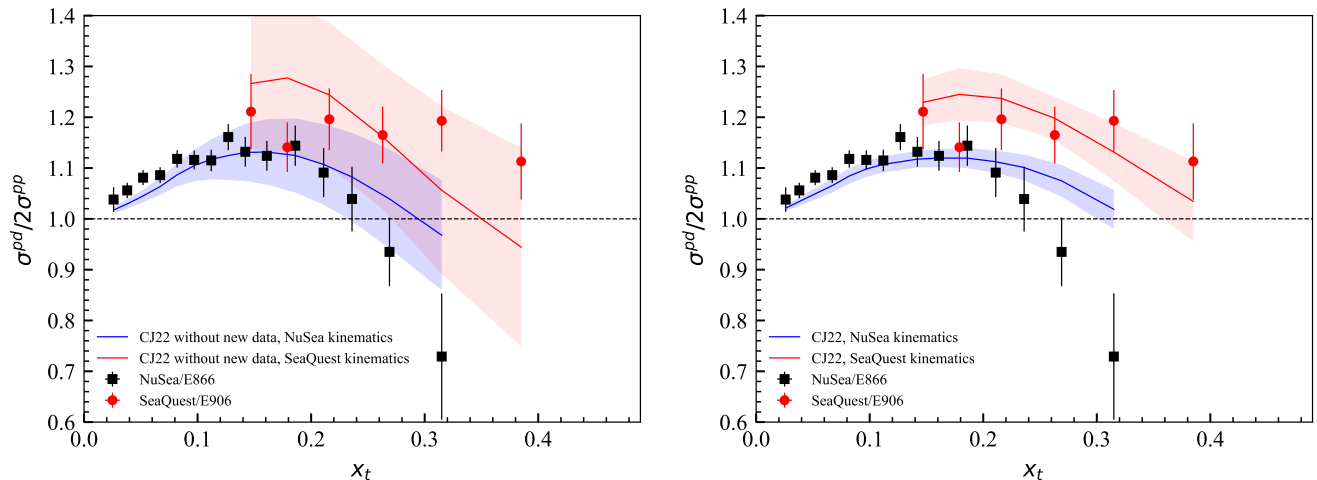 1.4
1.3
1.2
1.1
1.0
0.9
0.8
0.7
0.6
σ^{pd}/2σ^{pp}
CJ22 without new data, NuSea kinematics
CJ22 without new data, SeaQuest kinematics
NuSea/E866
SeaQuest/E906
0.0 0.1 0.2 0.3 0.4
x_t
1.4
1.3
1.2
1.1
1.0
0.9
0.8
0.7
0.6
σ^{pd}/2σ^{pp}
CJ22, NuSea kinematics
CJ22, SeaQuest kinematics
NuSea/E866
SeaQuest/E906
0.0 0.1 0.2 0.3 0.4
x_t